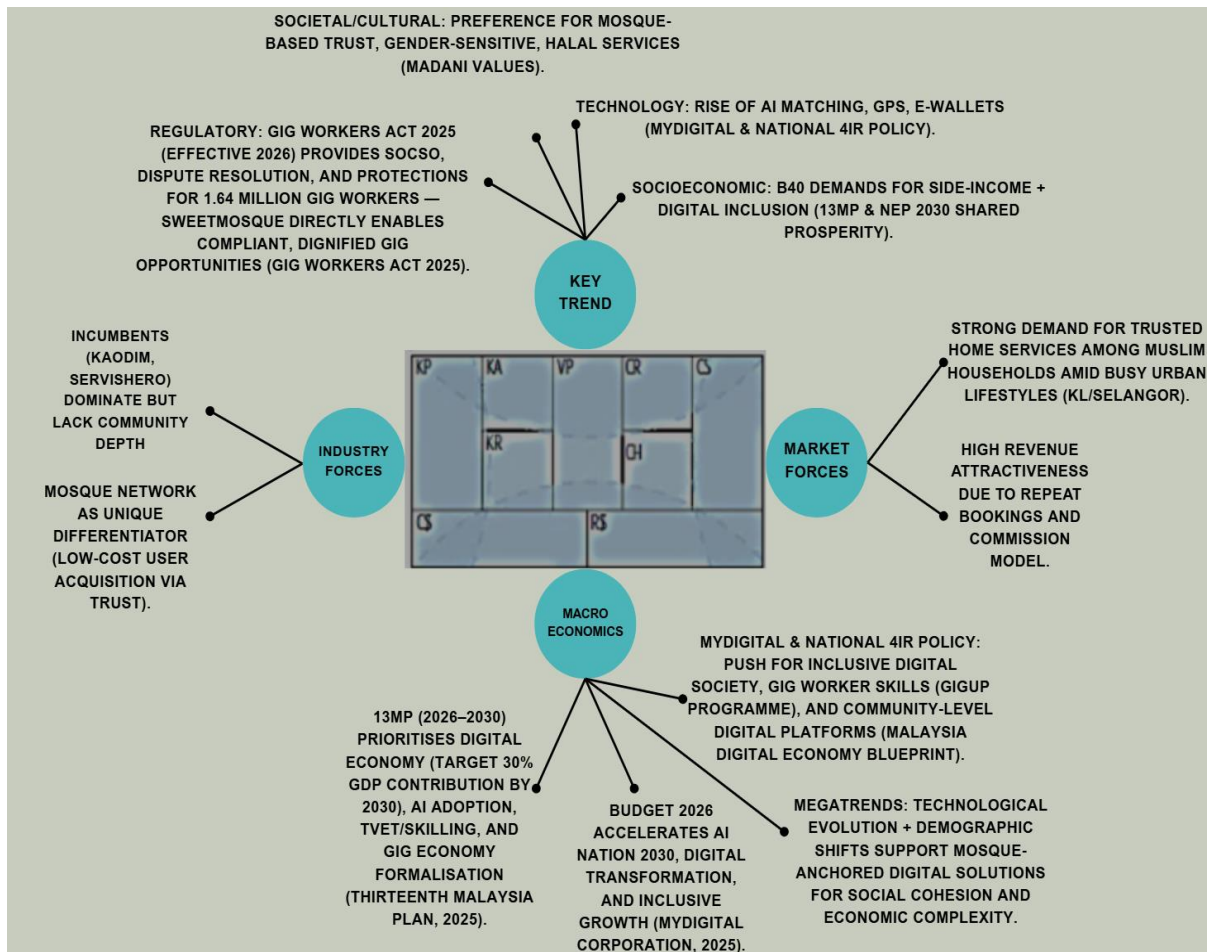 SOCIETAL/CULTURAL: PREFERENCE FOR MOSQUE-
BASED TRUST, GENDER-SENSITIVE, HALAL SERVICES
(MADANI VALUES).
TECHNOLOGY: RISE OF AI MATCHING, GPS, E-WALLETS
(MYDIGITAL & NATIONAL 4IR POLICY).
REGULATORY: GIG WORKERS ACT 2025
(EFFECTIVE 2026) PROVIDES SOCSO,
DISPUTE RESOLUTION, AND PROTECTIONS
FOR 1.64 MILLION GIG WORKERS —
SWEETMOSQUE DIRECTLY ENABLES
COMPLIANT, DIGNIFIED GIG
OPPORTUNITIES (GIG WORKERS ACT 2025).
SOCIOECONOMIC: B40 DEMANDS FOR SIDE-INCOME +
DIGITAL INCLUSION (13MP & NEP 2030 SHARED
PROSPERITY).
KEY
TREND
INCUMBENTS
(KAODIM,
SERVISHERO)
DOMINATE BUT
LACK COMMUNITY
DEPTH
MOSQUE NETWORK
AS UNIQUE
DIFFERENTIATOR
(LOW-COST USER
ACQUISITION VIA
TRUST).
INDUSTRY
FORCES
KP
KA
VP
CR
CS
KR
CH
C$
R$
MARKET
FORCES
STRONG DEMAND FOR TRUSTED
HOME SERVICES AMONG MUSLIM
HOUSEHOLDS AMID BUSY URBAN
LIFESTYLES (KL/SELANGOR).
HIGH REVENUE
ATTRACTIVENESS
DUE TO REPEAT
BOOKINGS AND
COMMISSION
MODEL.
MACRO
ECONOMICS
13MP (2026–2030)
PRIORITISES DIGITAL
ECONOMY (TARGET 30%
GDP CONTRIBUTION BY
2030), AI ADOPTION,
TVET/SKILLING, AND
GIG ECONOMY
FORMALISATION
(THIRTEENTH MALAYSIA
PLAN, 2025).
BUDGET 2026
ACCELERATES AI
NATION 2030, DIGITAL
TRANSFORMATION,
AND INCLUSIVE
GROWTH (MYDIGITAL
CORPORATION, 2025).
MYDIGITAL & NATIONAL 4IR POLICY:
PUSH FOR INCLUSIVE DIGITAL
SOCIETY, GIG WORKER SKILLS (GIGUP
PROGRAMME), AND COMMUNITY-LEVEL
DIGITAL PLATFORMS (MALAYSIA
DIGITAL ECONOMY BLUEPRINT).
MEGATRENDS: TECHNOLOGICAL
EVOLUTION + DEMOGRAPHIC
SHIFTS SUPPORT MOSQUE-
ANCHORED DIGITAL SOLUTIONS
FOR SOCIAL COHESION AND
ECONOMIC COMPLEXITY.